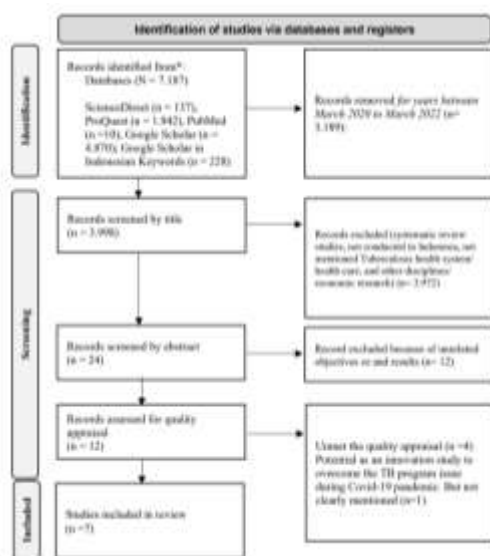 Identification of studies via databases and registers
Identification
Records identified from*:
Databases (N = 7.187)
ScienceDirect (n = 137),
ProQuest (n = 1.942), PubMed
(n =10), Google Scholar (n =
4.870), Google Scholar in
Indonesian Keywords (n = 228)
Records removed for years between
March 2020 to March 2022 (n=
3.189)
Screening
Records screened by title
(n = 3.998)
Records excluded (systematic review
studies, not conducted in Indonesia, not
mentioned Tuberculosis health system/
health care, and other disciplines/
economic research) (n= 3.972)
Records screened by abstract
(n = 24)
Record excluded because of unrelated
objectives or and results (n= 12)
Records assessed for quality
appraisal
(n = 12)
Unmet the quality appraisal (n =4)
Potential as an innovation study to
overcome the TB program issue
during Covid-19 pandemic. But not
clearly mentioned (n=1)
Included
Studies included in review
(n =7)